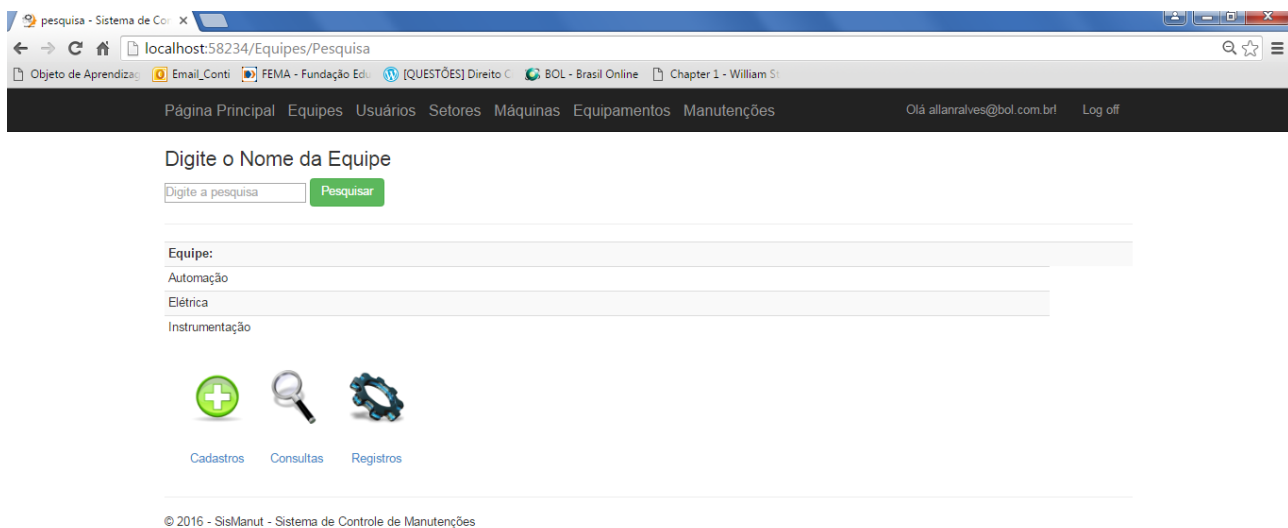 pesquisa - Sistema de Cor
localhost:58234/Equipes/Pesquisa
Objeto de Aprendizag Email_Conti FEMA - Fundação Edu [QUESTÕES] Direito C BOL - Brasil Online Chapter 1 - William St
Página Principal Equipes Usuários Setores Máquinas Equipamentos Manutenções Olá allanralves@bol.com.br! Log off
Digite o Nome da Equipe
Digite a pesquisa Pesquisar
Equipe:
Automação
Elétrica
Instrumentação
Cadastros Consultas Registros
© 2016 - SisManut - Sistema de Controle de Manutenções